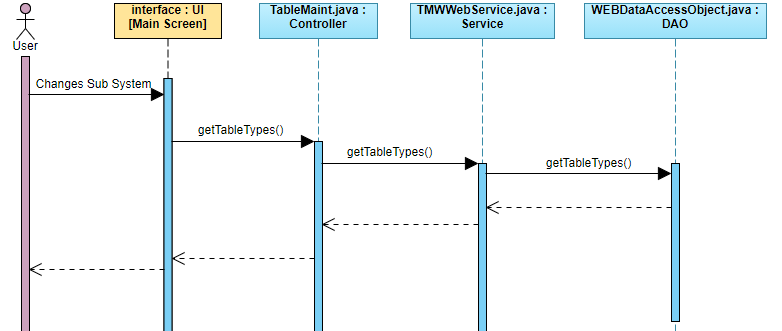 interface : UI
[Main Screen]
TableMaint.java :
Controller
TMWWebService.java :
Service
WEBDataAccessObject.java :
DAO
User
Changes Sub System
getTableTypes()
getTableTypes()
getTableTypes()